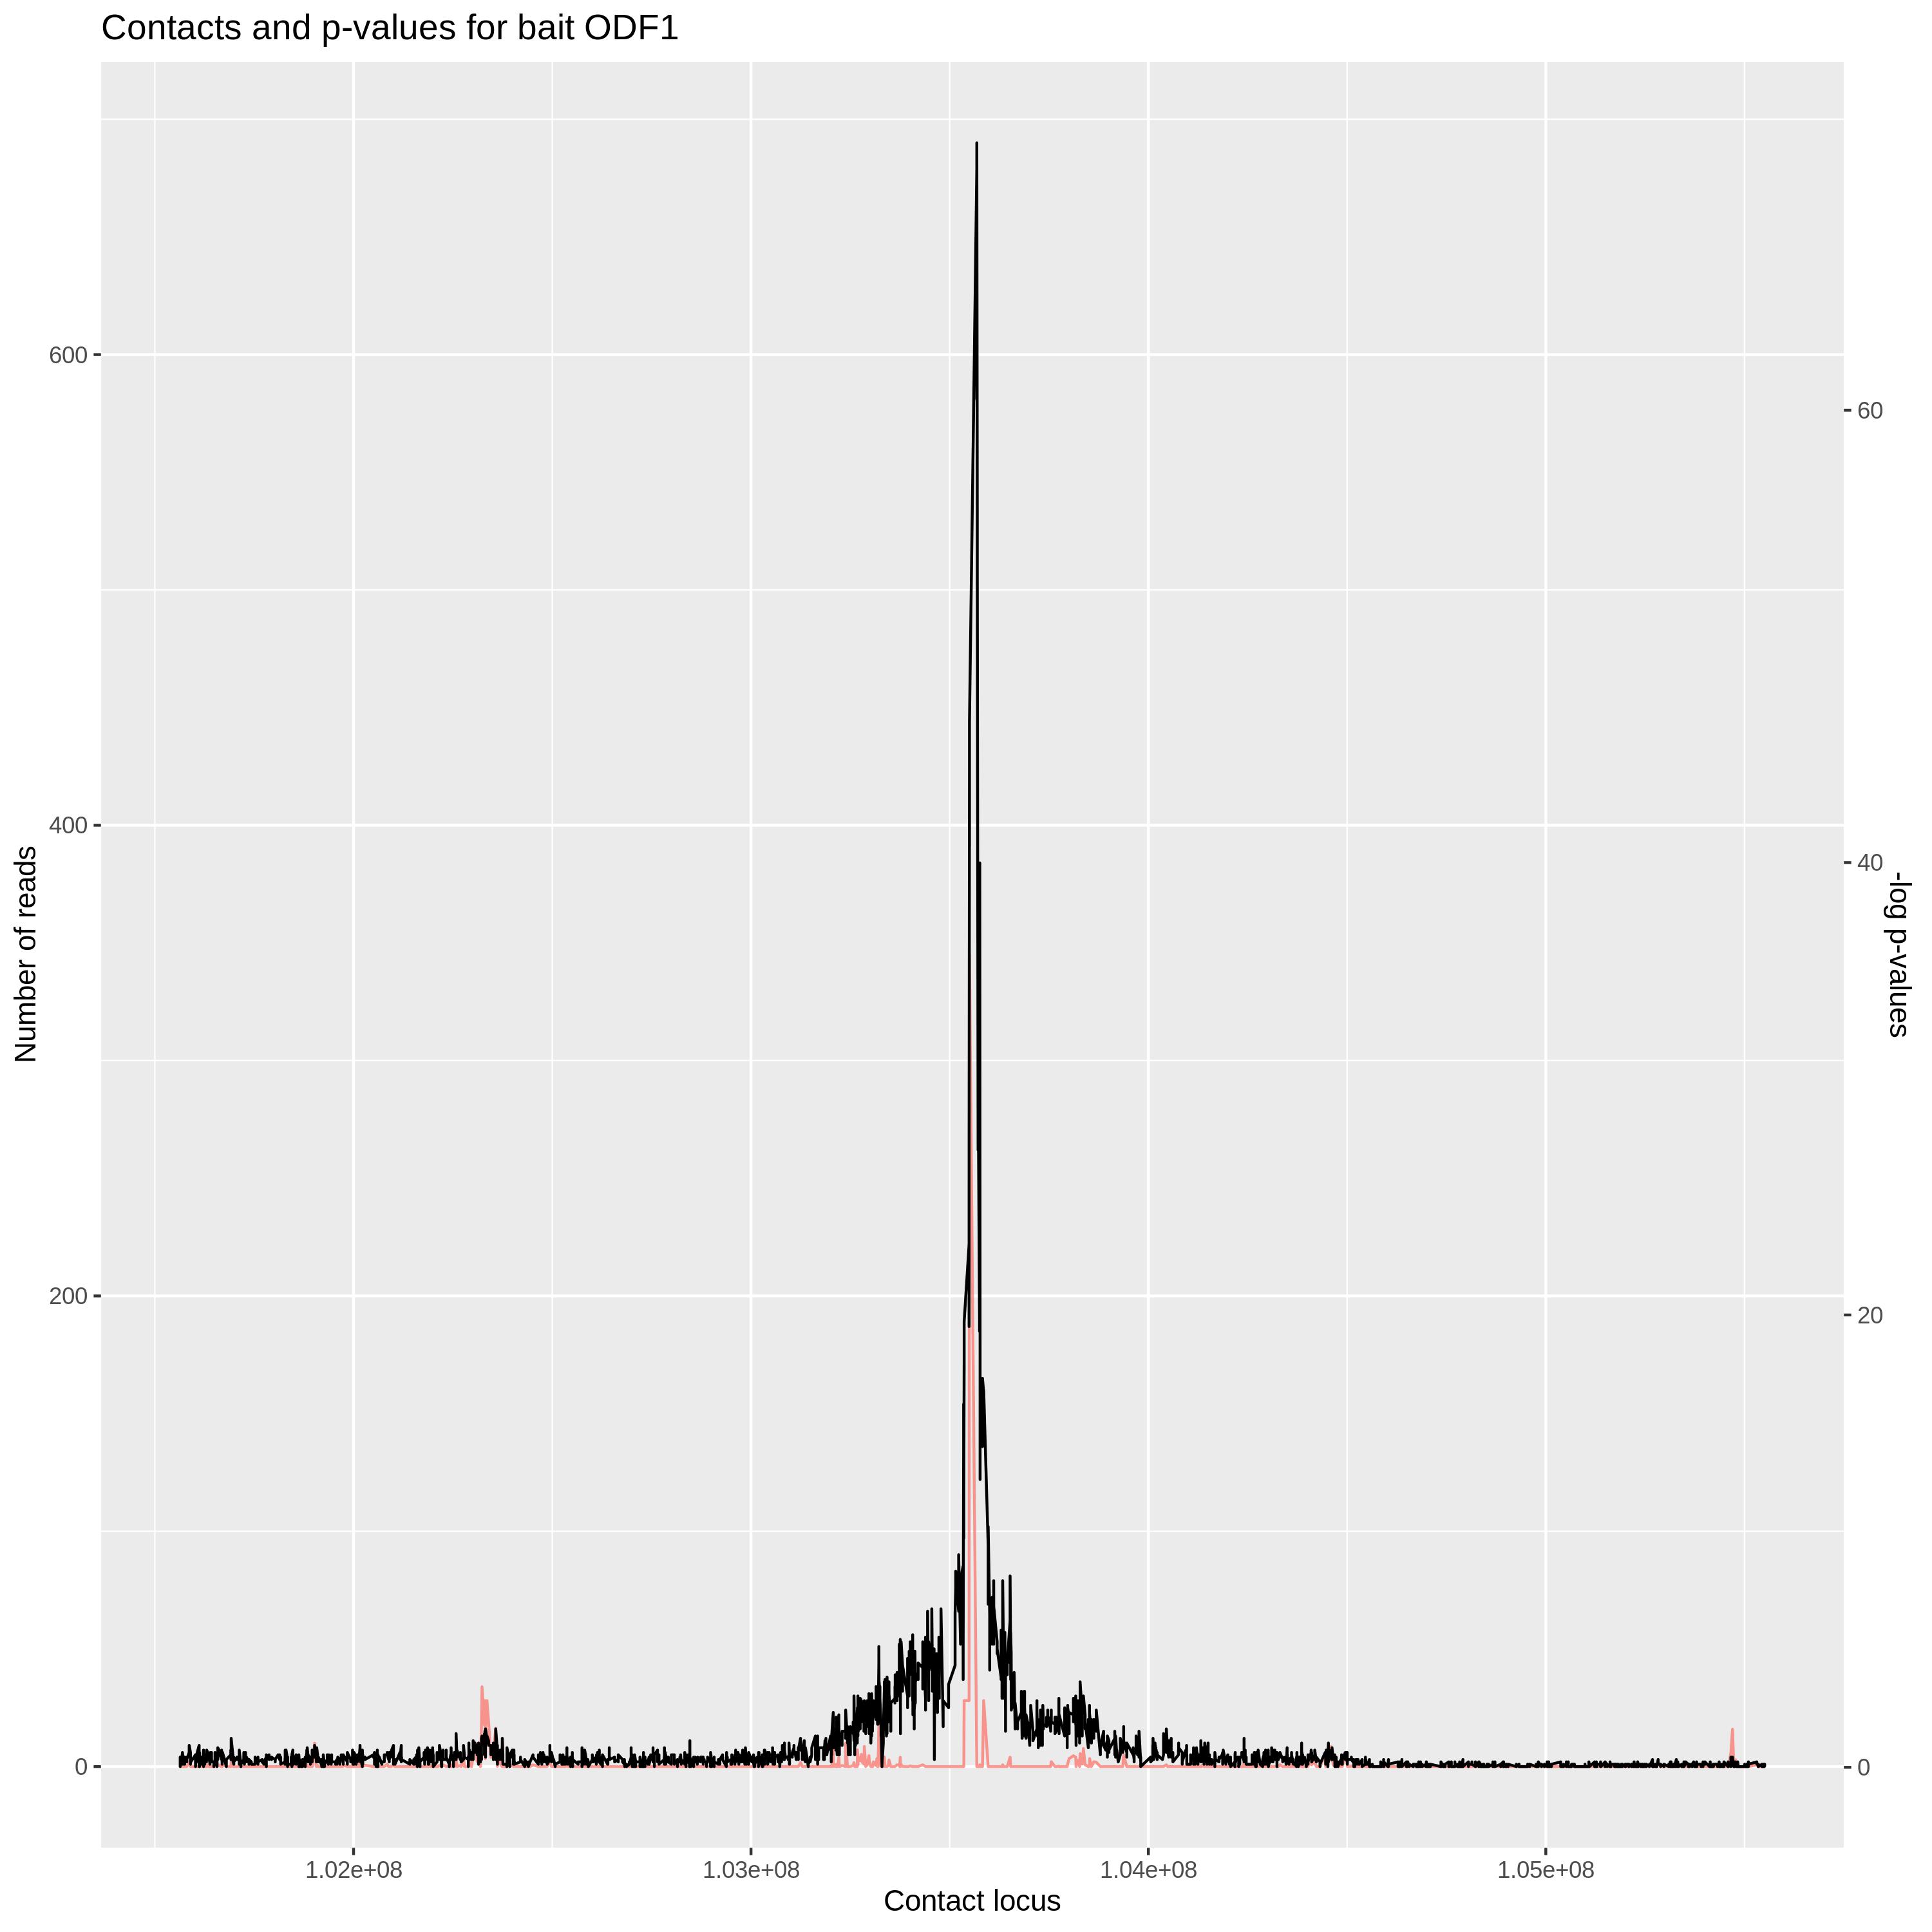 Contacts and p-values for bait ODF1
600
400
200
0
Number of reads
60
40
20
0
-log p-values
1.02e+08
1.03e+08
1.04e+08
1.05e+08
Contact locus